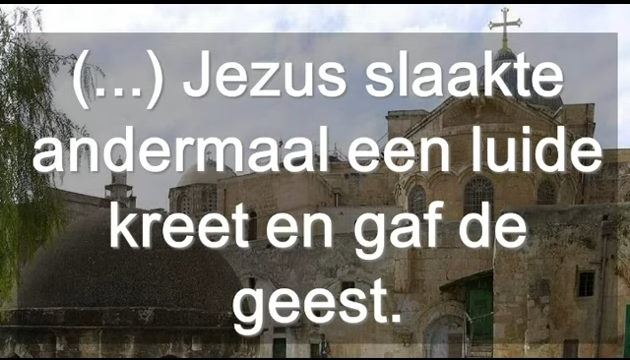 (...) Jezus slaakte
andermaal een luide
kreet en gaf de
geest.